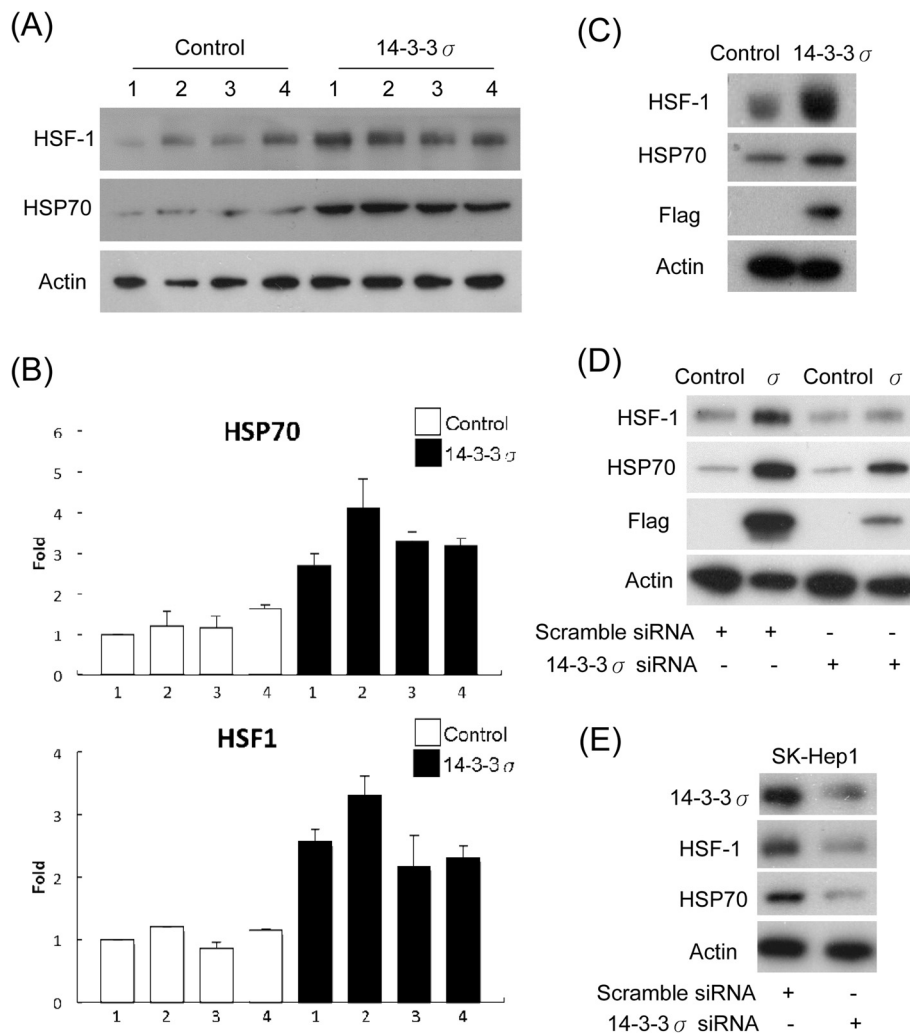 (A)
Control 14-3-3σ
1 2 3 4 1 2 3 4
HSF-1
HSP70
Actin
(B)
HSP70
Control
14-3-3σ
Fold
6
5
4
3
2
1
0
1 2 3 4 1 2 3 4
HSF1
Control
14-3-3σ
Fold
4
3
2
1
0
1 2 3 4 1 2 3 4
(C)
Control 14-3-3σ
HSF-1
HSP70
Flag
Actin
(D)
Control σ Control σ
HSF-1
HSP70
Flag
Actin
Scramble siRNA + + - -
14-3-3σ siRNA - - + +
(E)
SK-Hep1
14-3-3σ
HSF-1
HSP70
Actin
Scramble siRNA + -
14-3-3σ siRNA - +